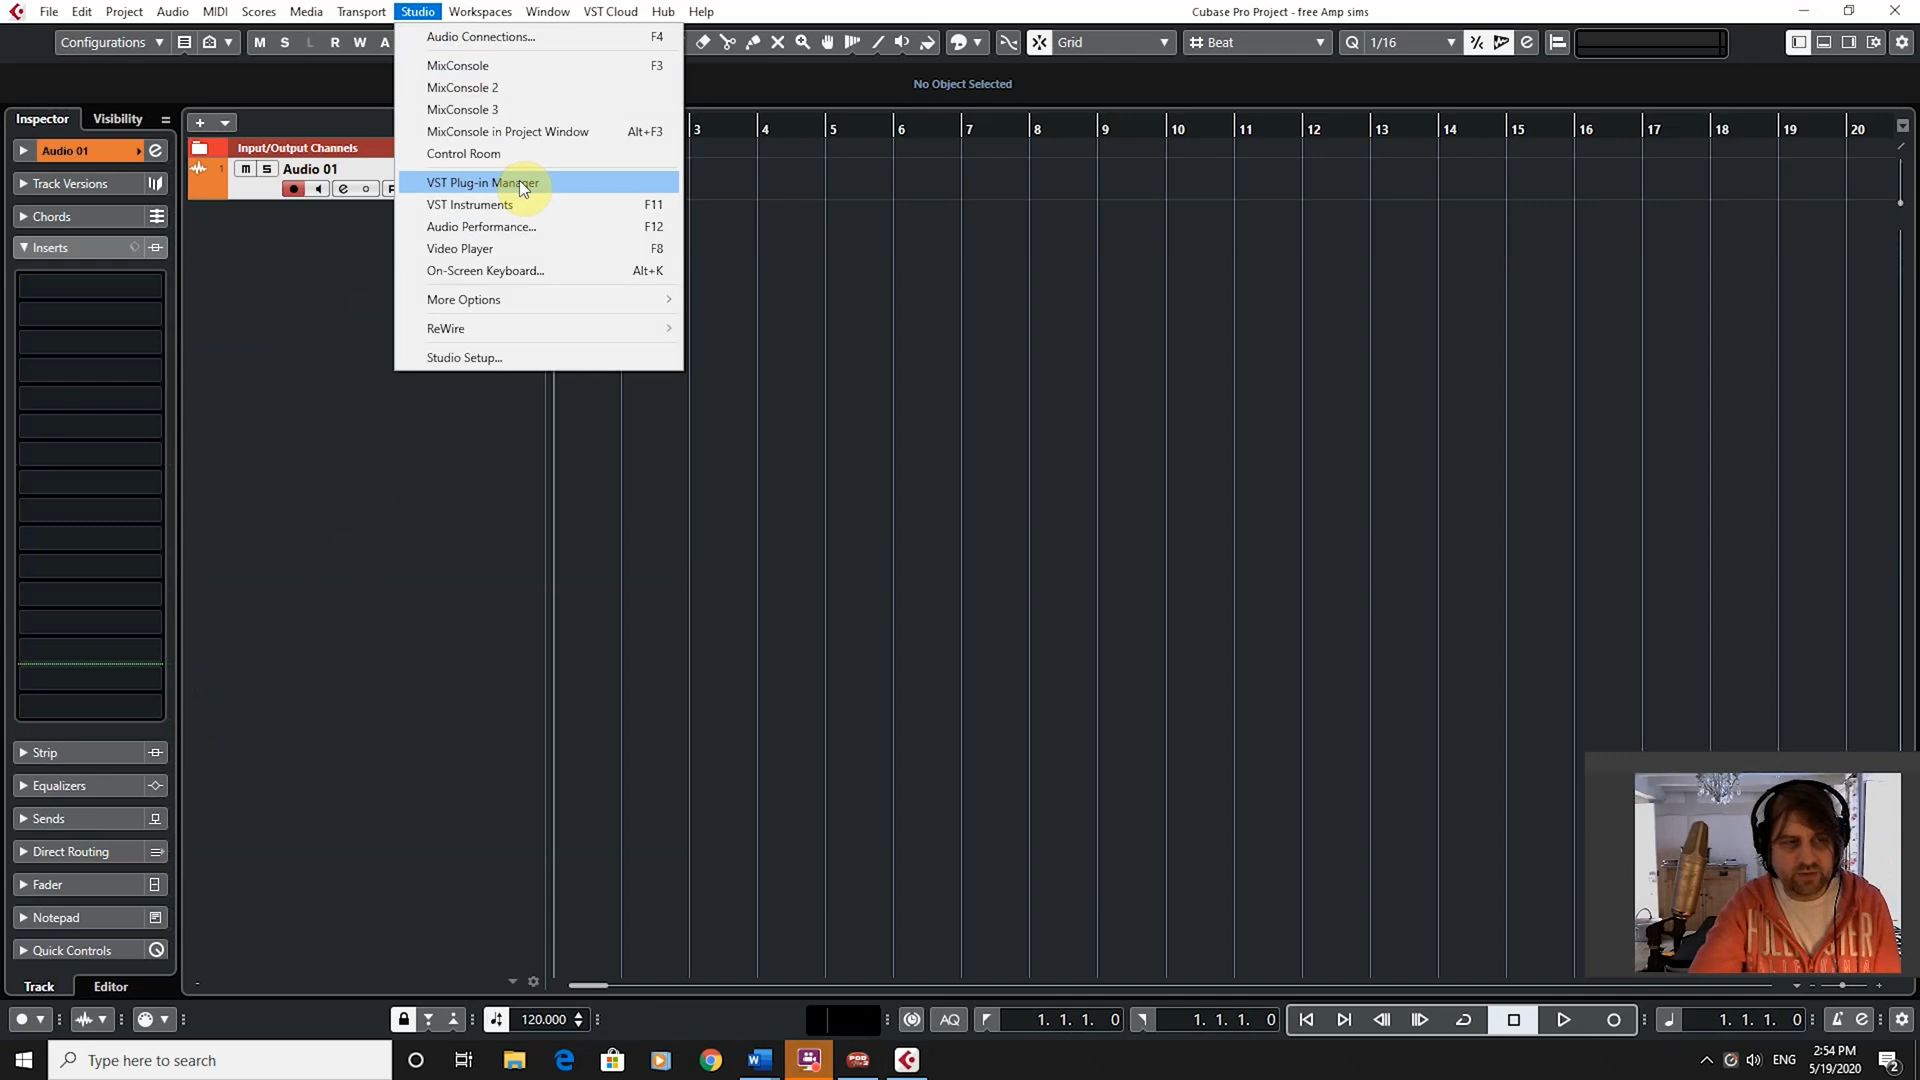 File Edit Project Audio MIDI Scores Media Transport Studio Workspaces Window VST Cloud Hub Help
Cubase Pro Project - free Amp sims
Configurations M S L R W A Grid Beat Q 1/16
No Object Selected
Inspector Visibility
Audio 01
Track Versions
Chords
Inserts
Strip
Equalizers
Sends
Direct Routing
Fader
Notepad
Quick Controls
Track Editor
Input/Output Channels
1 m S Audio 01
Audio Connections... F4
MixConsole F3
MixConsole 2
MixConsole 3
MixConsole in Project Window Alt+F3
Control Room
VST Plug-in Manager
VST Instruments F11
Audio Performance... F12
Video Player F8
On-Screen Keyboard... Alt+K
More Options
ReWire
Studio Setup...
3 4 5 6 7 8 9 10 11 12 13 14 15 16 17 18 19 20
120.000 AQ 1. 1. 1. 0 1. 1. 1. 0 1. 1. 1. 0
Type here to search
ENG
2:54 PM
5/19/2020
2